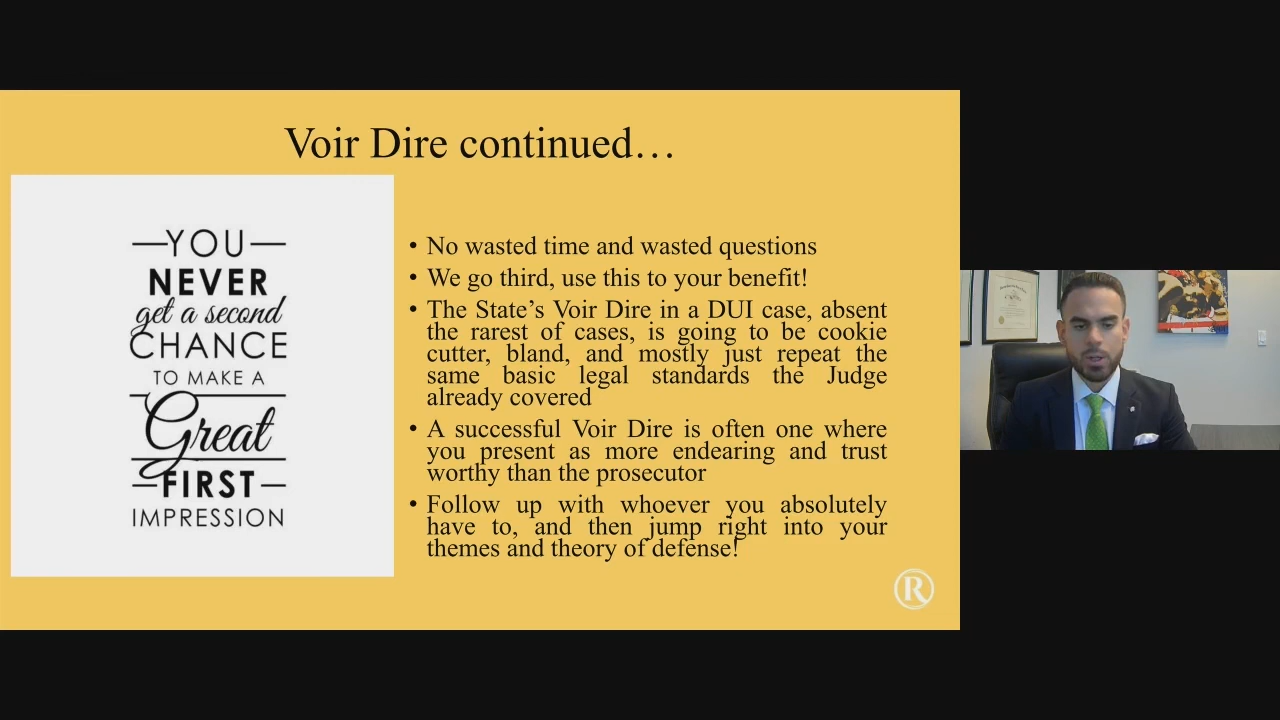 Voir Dire continued…
YOU
NEVER
get a second
CHANCE
TO MAKE A
Great
FIRST
IMPRESSION
• No wasted time and wasted questions
• We go third, use this to your benefit!
• The State’s Voir Dire in a DUI case, absent
the rarest of cases, is going to be cookie
cutter, bland, and mostly just repeat the
same basic legal standards the Judge
already covered
• A successful Voir Dire is often one where
you present as more endearing and trust
worthy than the prosecutor
• Follow up with whoever you absolutely
have to, and then jump right into your
themes and theory of defense!
R